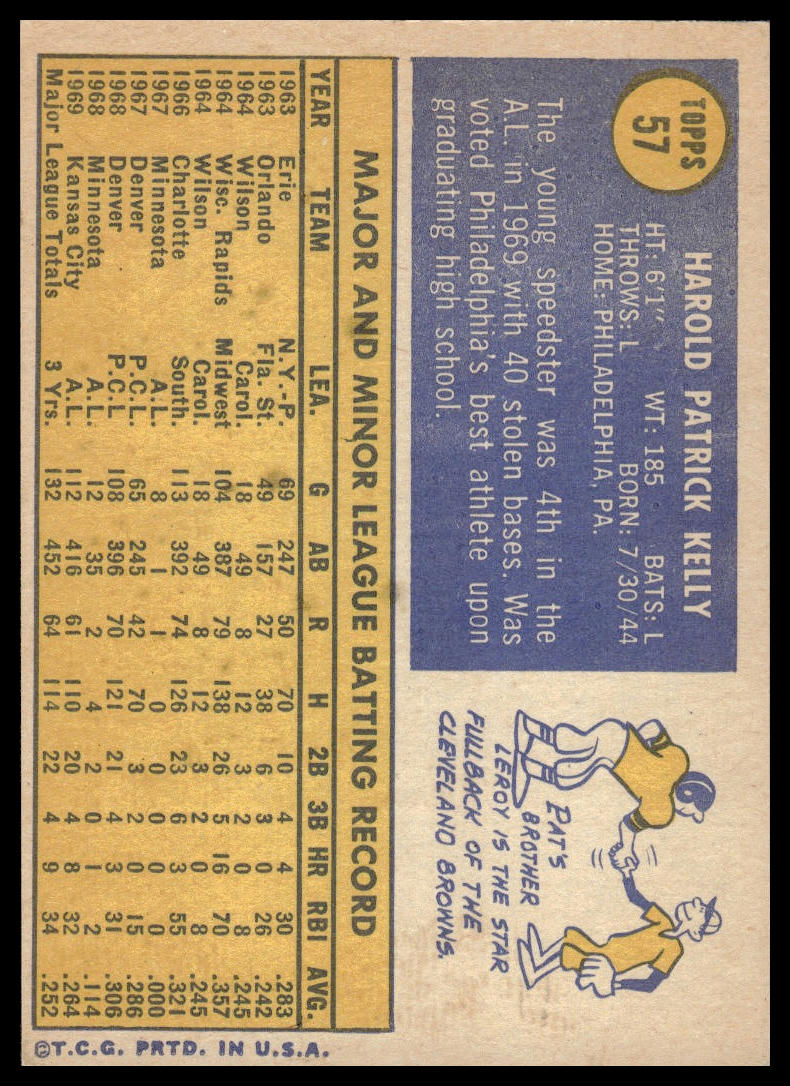 TOPPS
57
HAROLD PATRICK KELLY
HT: 6'1" WT: 185 BATS: L
THROWS: L BORN: 7/30/44
HOME: PHILADELPHIA, PA.
The young speedster was 4th in the
A.L. in 1969 with 40 stolen bases. Was
voted Philadelphia's best athlete upon
graduating high school.
PAT'S
BROTHER
LEROY IS THE STAR
FULLBACK OF THE
CLEVELAND BROWNS.
MAJOR AND MINOR LEAGUE BATTING RECORD
YEAR TEAM LEA. G AB R H 2B 3B HR RBI AVG.
1963 Erie N.Y.-P. 69 247 50 70 10 4 4 30 .283
1963 Orlando Fla. St. 49 157 27 38 6 3 0 26 .242
1964 Wilson Carol. 18 49 8 12 3 2 0 8 .245
1964 Wisc. Rapids Midwest 104 387 79 138 26 5 16 70 .357
1964 Wilson Carol. 18 49 8 12 3 2 0 8 .245
1966 Charlotte South. 113 392 74 126 23 6 3 55 .321
1967 Minnesota A.L. 8 1 1 0 0 0 0 0 .000
1967 Denver P.C.L. 65 245 42 70 3 2 0 15 .286
1968 Denver P.C.L 108 396 70 121 21 4 3 31 .306
1968 Minnesota A.L. 12 35 2 4 2 0 1 2 .114
1969 Kansas City A.L. 112 416 61 110 20 4 8 32 .264
Major League Totals 3 Yrs. 132 452 64 114 22 4 9 34 .252
©T.C.G. PRTD. IN U.S.A.